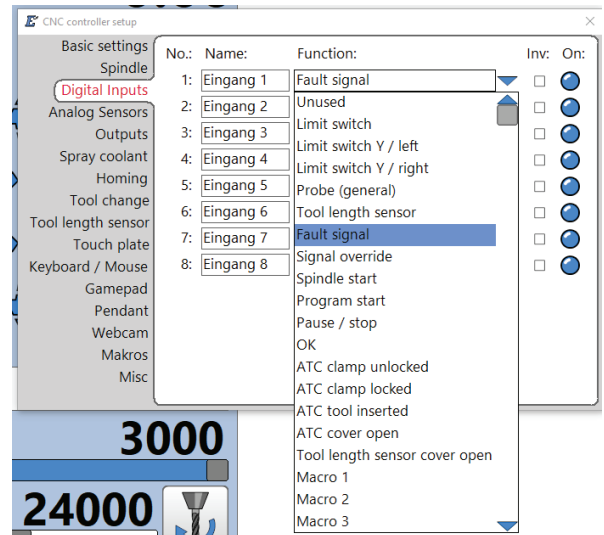 CNC controller setup
Basic settings
Spindle
Digital Inputs
Analog Sensors
Outputs
Spray coolant
Homing
Tool change
Tool length sensor
Touch plate
Keyboard / Mouse
Gamepad
Pendant
Webcam
Makros
Misc
No.: Name: Function: Inv: On:
1: Eingang 1 Fault signal
2: Eingang 2
3: Eingang 3
4: Eingang 4
5: Eingang 5
6: Eingang 6
7: Eingang 7
8: Eingang 8
Unused
Limit switch
Limit switch Y / left
Limit switch Y / right
Probe (general)
Tool length sensor
Fault signal
Signal override
Spindle start
Program start
Pause / stop
OK
ATC clamp unlocked
ATC clamp locked
ATC tool inserted
ATC cover open
Tool length sensor cover open
Macro 1
Macro 2
Macro 3
3000
24000